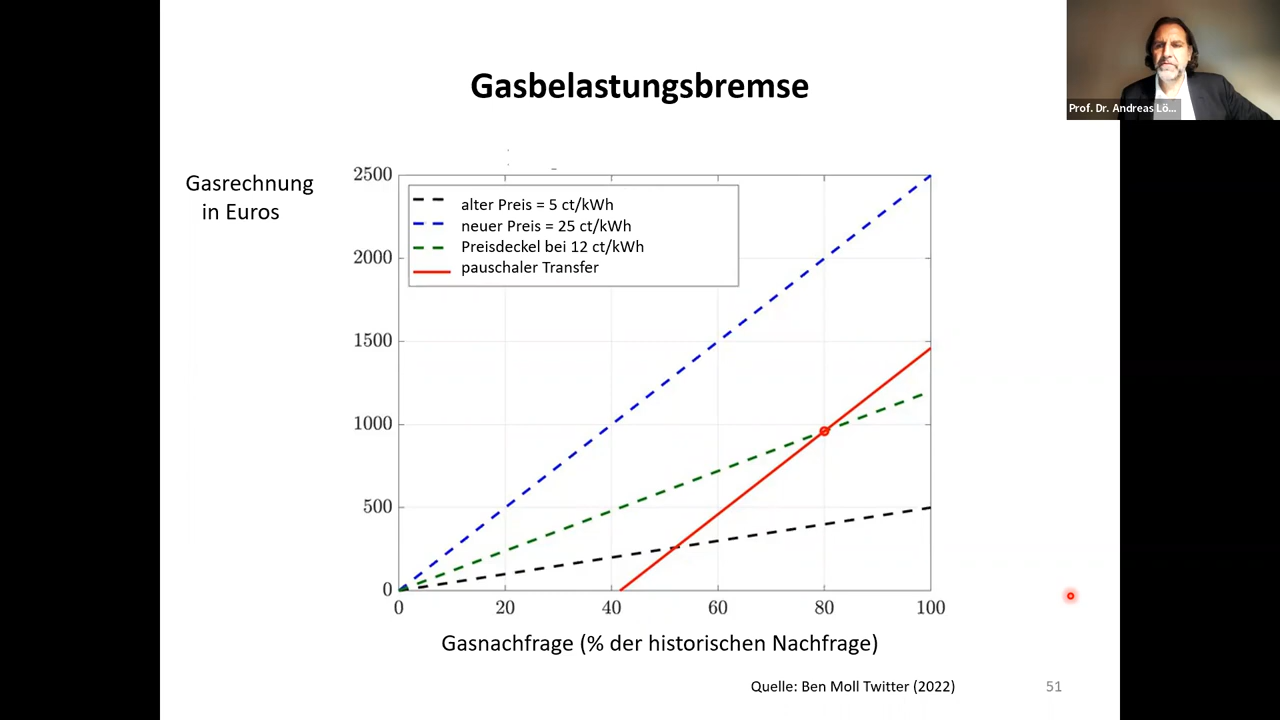 Gasbelastungsbremse
Prof. Dr. Andreas Lö...
Gasrechnung
in Euros
2500
2000
1500
1000
500
0
alter Preis = 5 ct/kWh
neuer Preis = 25 ct/kWh
Preisdeckel bei 12 ct/kWh
pauschaler Transfer
0 20 40 60 80 100
Gasnachfrage (% der historischen Nachfrage)
Quelle: Ben Moll Twitter (2022)
51